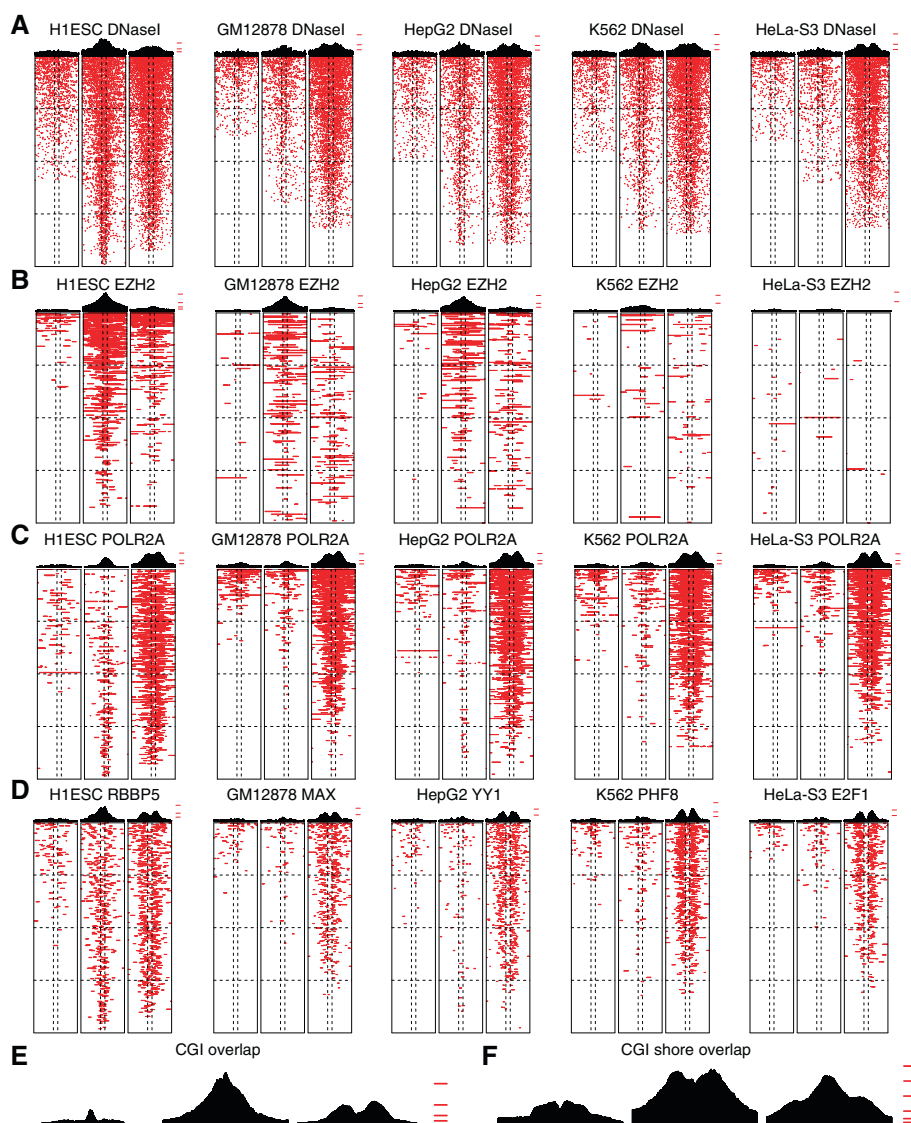 A
H1ESC DNaseI
GM12878 DNaseI
HepG2 DNaseI
K562 DNaseI
HeLa-S3 DNaseI
B
H1ESC EZH2
GM12878 EZH2
HepG2 EZH2
K562 EZH2
HeLa-S3 EZH2
C
H1ESC POLR2A
GM12878 POLR2A
HepG2 POLR2A
K562 POLR2A
HeLa-S3 POLR2A
D
H1ESC RBBP5
GM12878 MAX
HepG2 YY1
K562 PHF8
HeLa-S3 E2F1
E
CGI overlap
F
CGI shore overlap